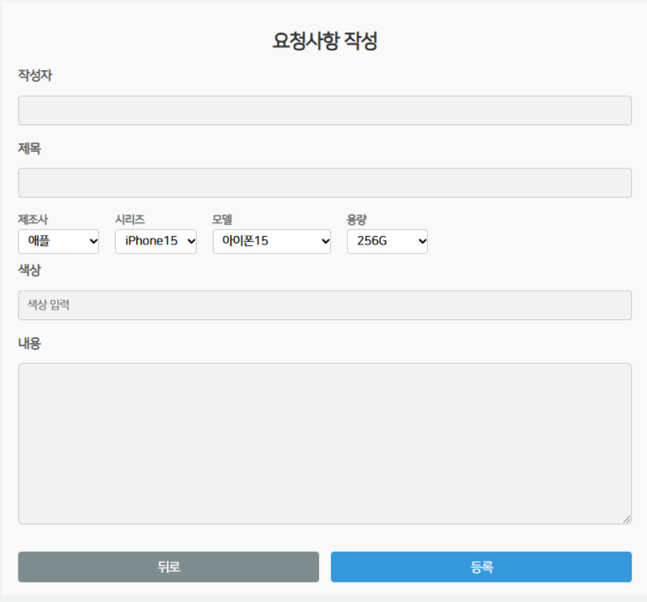 요청사항 작성
작성자
제목
제조사 시리즈 모델 용량
애플 iPhone15 아이폰15 256G
색상
색상 입력
내용
뒤로 등록